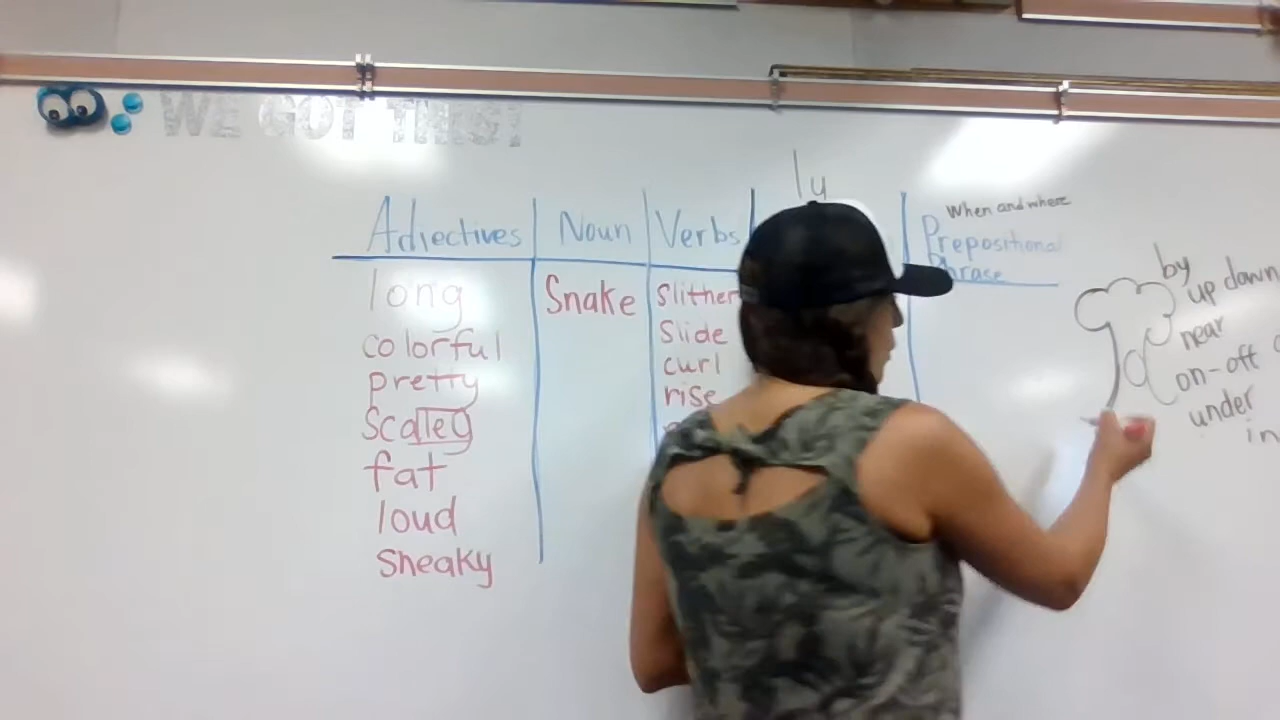 WE GOT THIS!
ly
When and where
Adjectives Noun Verbs Prepositional
Phrase
long Snake Slither
colorful Slide
pretty curl
Scaley rise
fat
loud
Sneaky
by
up down
near
on-off
under
in